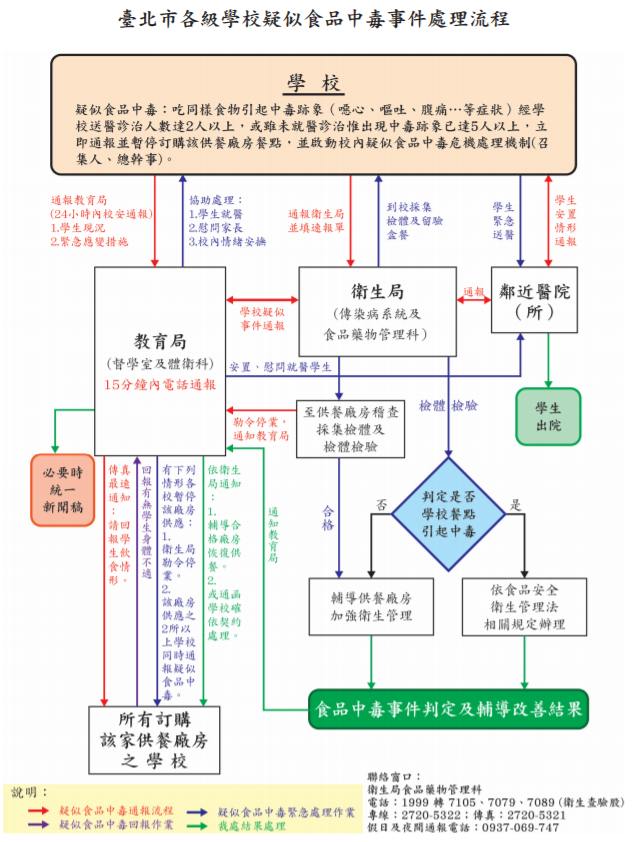 臺北市各級學校疑似食品中毒事件處理流程
學校
疑似食品中毒：吃同樣食物引起中毒跡象（噁心、嘔吐、腹痛…等症狀）經學
校送醫診治人數達2人以上，或雖未就醫診治惟出現中毒跡象已達5人以上，立
即通報並暫停訂購該供餐廠房餐點，並啟動校內疑似食品中毒危機處理機制(召
集人、總幹事)。
通報教育局
(24小時內校安通報)
1.學生現況
2.緊急應變措施
協助處理：
1.學生就醫
2.慰問家長
3.校內情緒安撫
通報衛生局
並填速報單
到校採集
檢體及留驗
盒餐
學生
緊急
送醫
學生
安置
情形
通報
教育局
(督學室及體衛科)
15分鐘內電話通報
學校疑似
事件通報
衛生局
(傳染病系統及
食品藥物管理科)
通報
鄰近醫院
(所)
安置、慰問就醫學生
勒令停業，
通知教育局
至供餐廠房稽查
採集檢體及
檢體檢驗
檢體檢驗
學生
出院
必要時
統一
新聞稿
傳真最速通知：請回報學生飲食情形。
回報有無學生身體不適
有下列情形各校暫停該廠房供應：
1.衛生局勒令停業。
2.該廠房供應之2所以上學校同時通報疑似食品中毒。
依衛生局通知：
1.輔導合格廠房恢復供餐。
2.或通函學校確依契約處理。
通知教育局
合格
否
判定是否
學校餐點
引起中毒
是
輔導供餐廠房
加強衛生管理
依食品安全
衛生管理法
相關規定辦理
食品中毒事件判定及輔導改善結果
所有訂購
該家供餐廠房
之學校
說明：
疑似食品中毒通報流程
疑似食品中毒緊急處理作業
疑似食品中毒回報作業
我處結果處理
聯絡窗口：
衛生局食品藥物管理科
電話：1999 轉 7105、7079、7089 (衛生查驗股)
專線：2720-5322；傳真：2720-5321
假日及夜間通報電話：0937-069-747